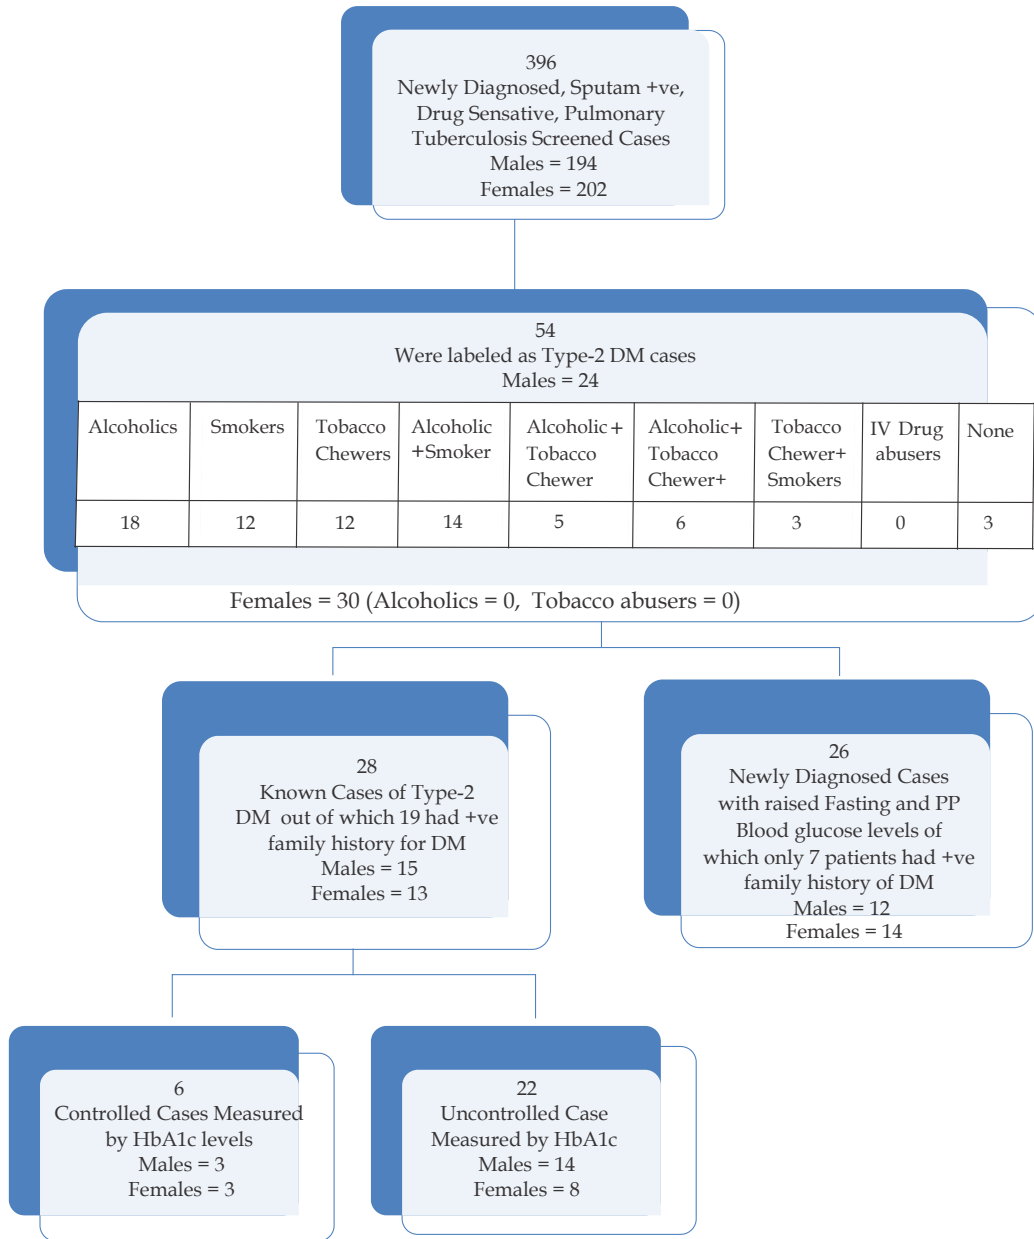 396
Newly Diagnosed, Sputam +ve,
Drug Sensative, Pulmonary
Tuberculosis Screened Cases
Males = 194
Females = 202
54
Were labeled as Type-2 DM cases
Males = 24
Alcoholics Smokers Tobacco Chewers Alcoholic +Smoker Alcoholic + Tobacco Chewer Alcoholic+ Tobacco Chewer+ Tobacco Chewer+ Smokers IV Drug abusers None
18 12 12 14 5 6 3 0 3
Females = 30 (Alcoholics = 0, Tobacco abusers = 0)
28
Known Cases of Type-2
DM out of which 19 had +ve
family history for DM
Males = 15
Females = 13
26
Newly Diagnosed Cases
with raised Fasting and PP
Blood glucose levels of
which only 7 patients had +ve
family history of DM
Males = 12
Females = 14
6
Controlled Cases Measured
by HbA1c levels
Males = 3
Females = 3
22
Uncontrolled Case
Measured by HbA1c
Males = 14
Females = 8